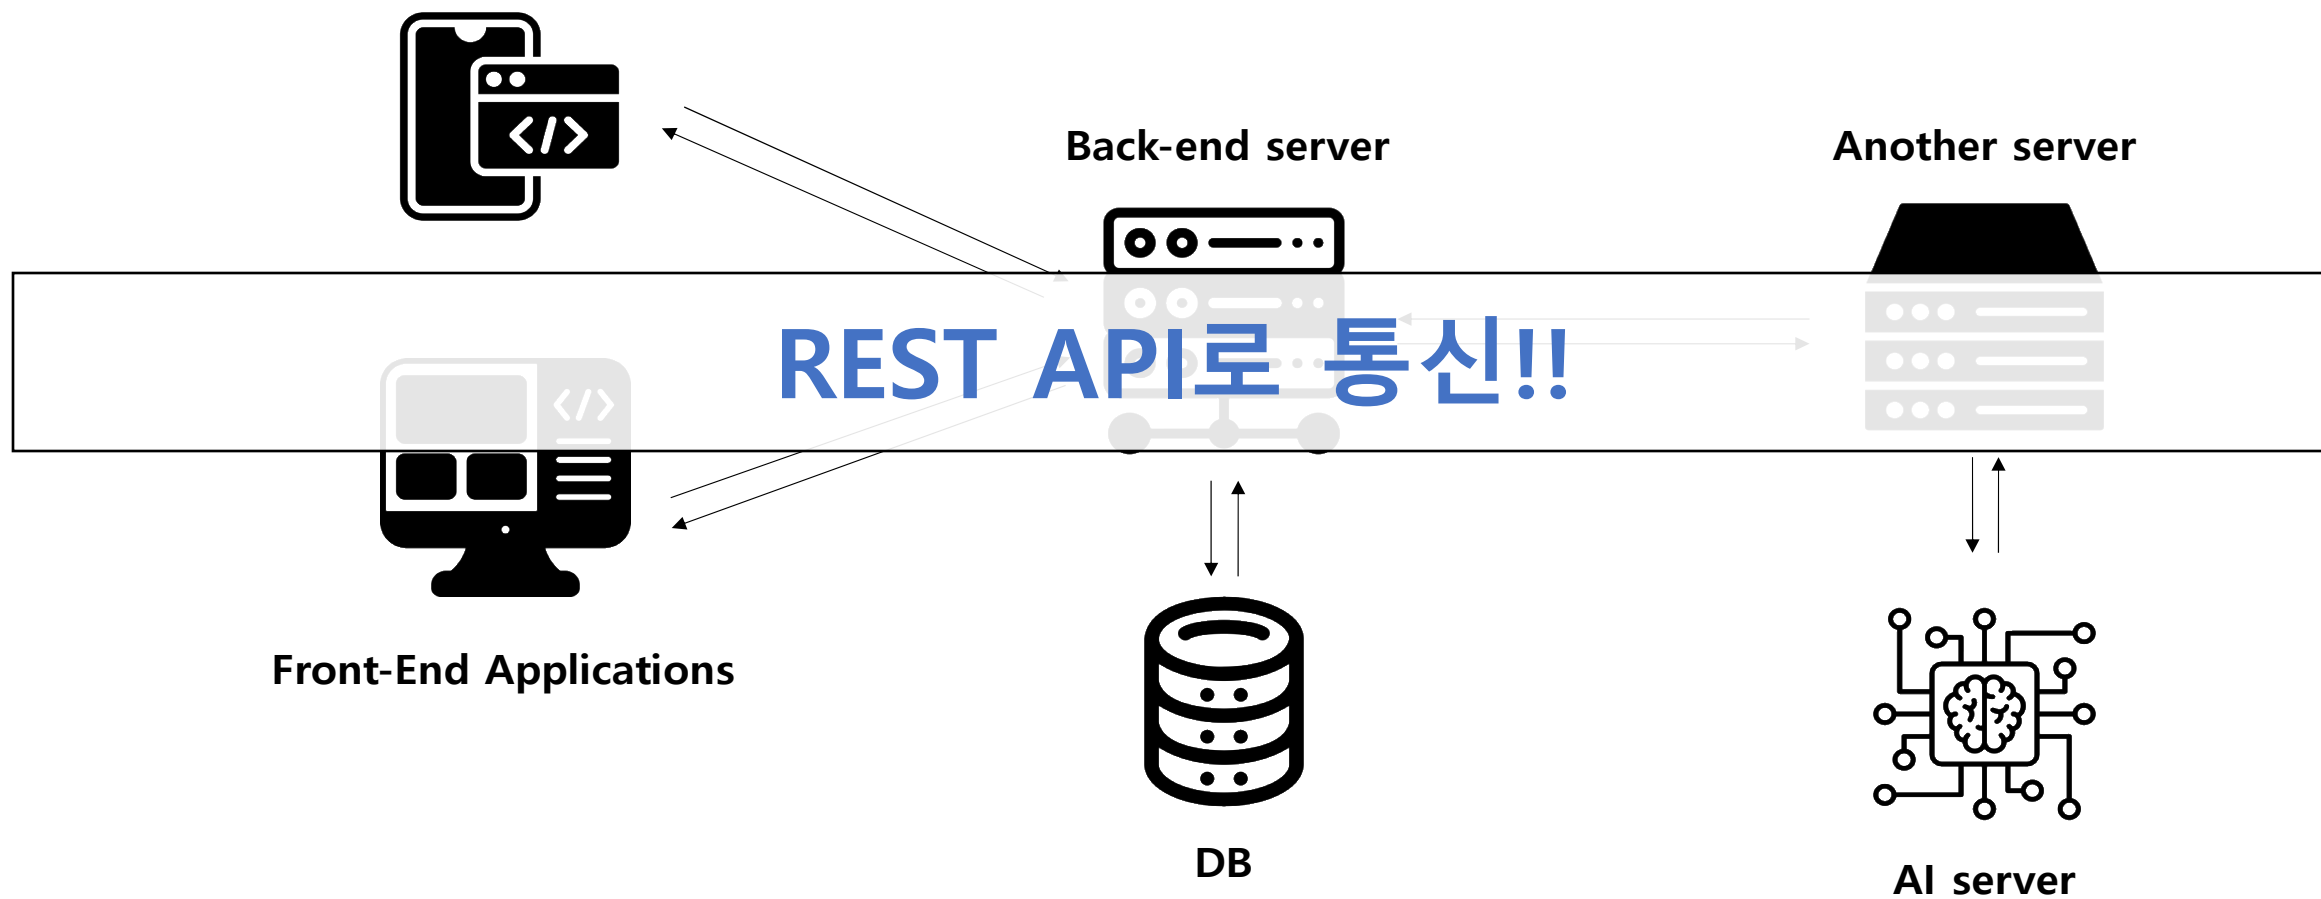 Back-end server
Another server
REST API로 통신!!
Front-End Applications
DB
AI server